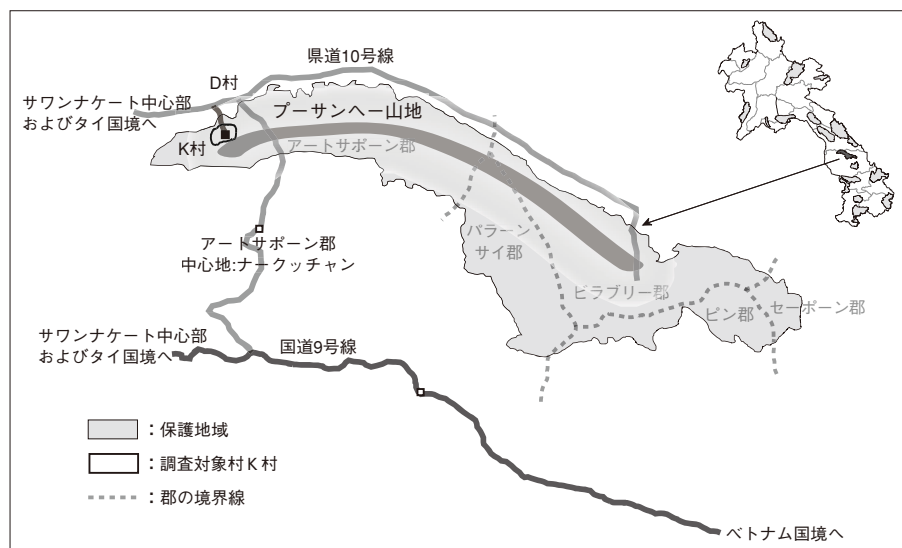 県道10号線
D村
サワンナケート中心部
およびタイ国境へ
プーサンヘー山地
K村
アートサポーン郡
バラーン
サイ郡
アートサポーン郡
中心地:ナークッチャン
ビラブリー郡
ピン郡
セーポーン郡
サワンナケート中心部
およびタイ国境へ
国道9号線
：保護地域
：調査対象村K村
：郡の境界線
ベトナム国境へ